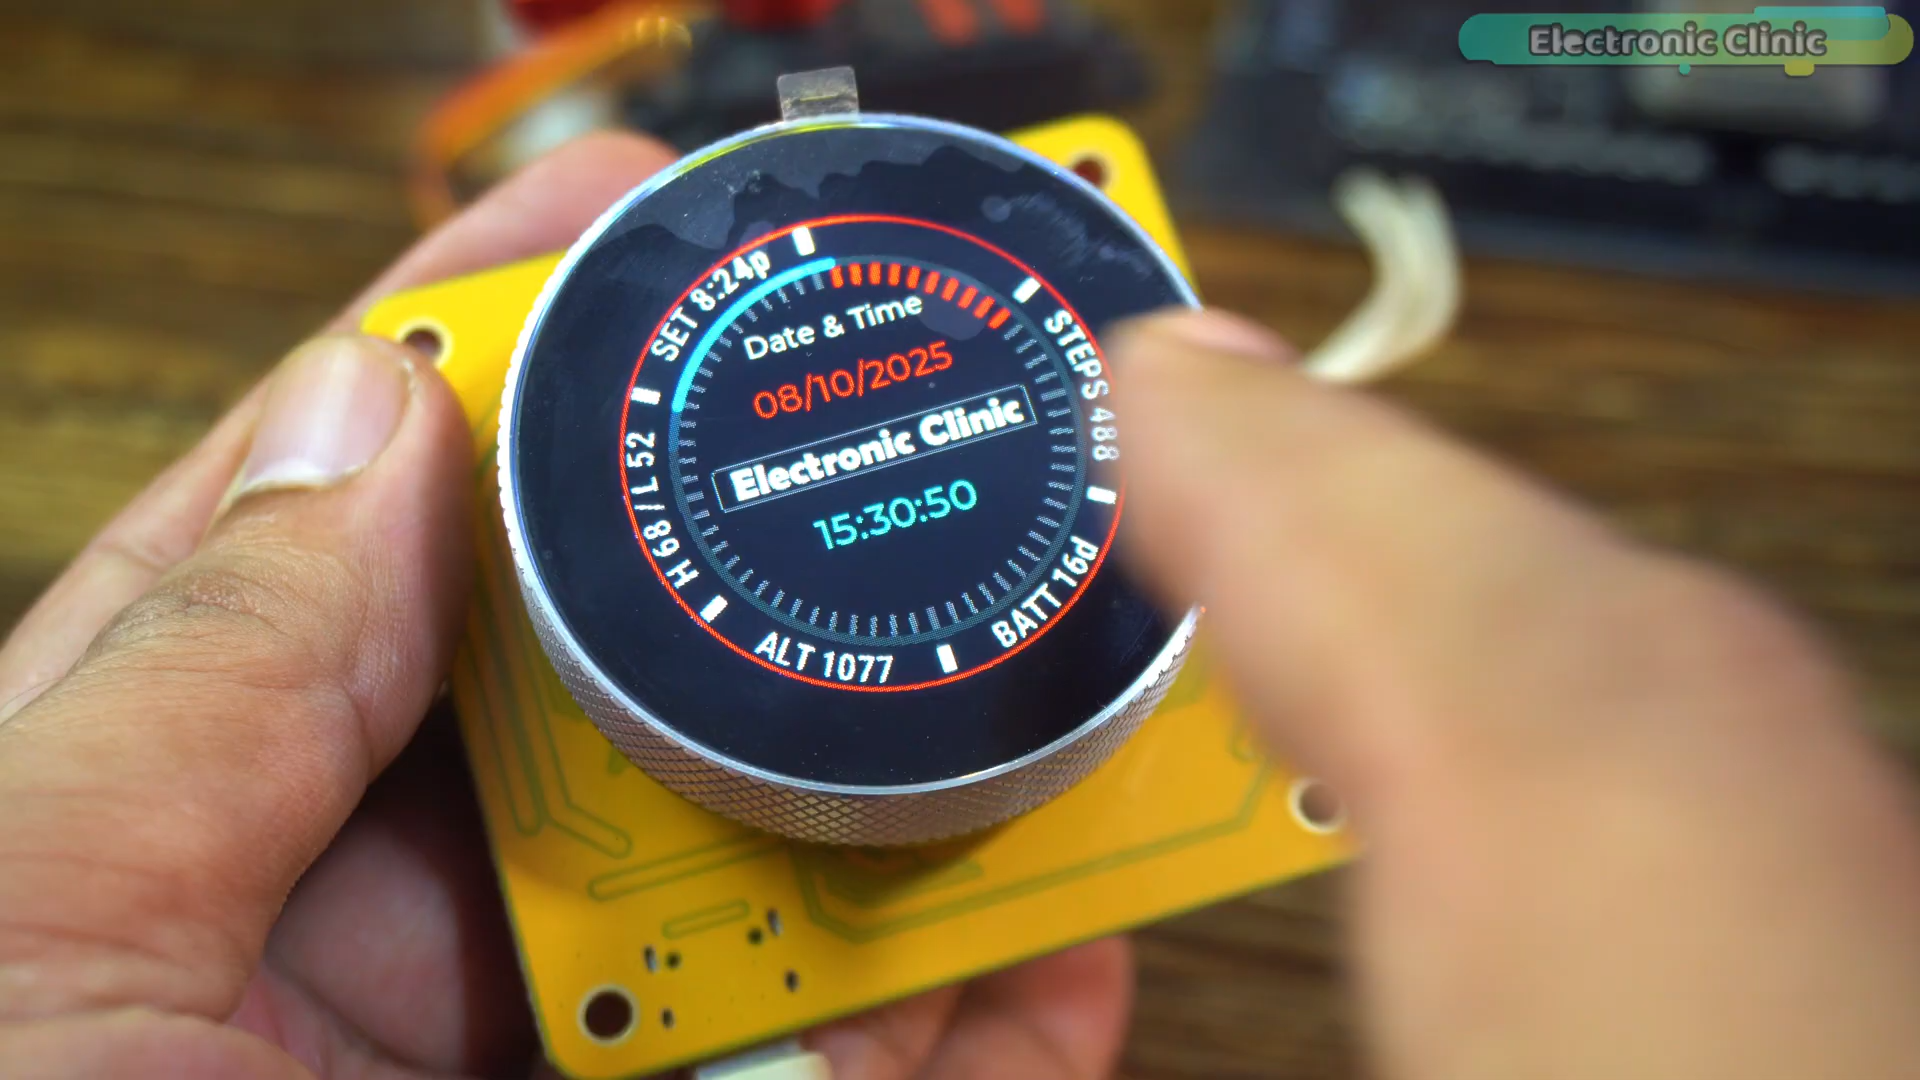 Electronic Clinic
SET 8:24p
STEPS 488
Date & Time
08/10/2025
Electronic Clinic
15:30:50
H 68 / L 52
BATT 16d
ALT 1077